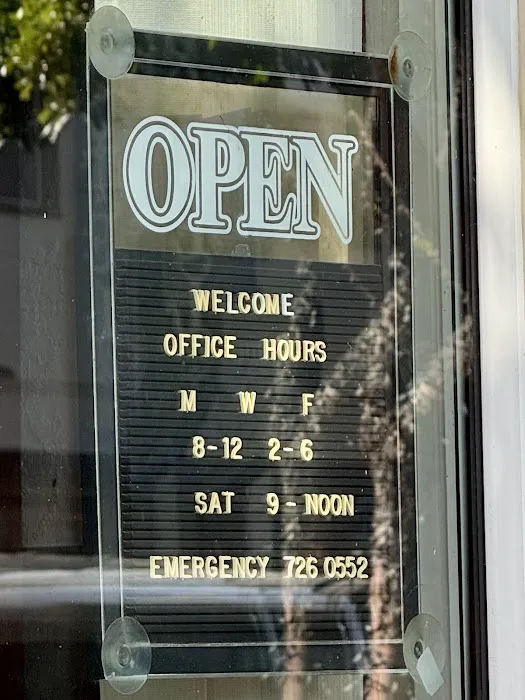 OPEN
WELCOME
OFFICE HOURS
M W F
8-12 2-6
SAT 9-NOON
EMERGENCY 726 0552